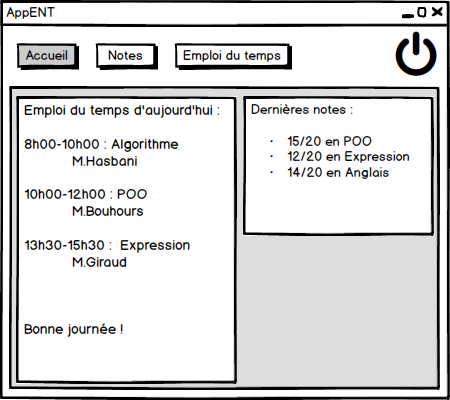 AppENT
Accueil
Notes
Emploi du temps
Emploi du temps d'aujourd'hui :
8h00-10h00 : Algorithme
M.Hasbani
10h00-12h00 : POO
M.Bouhours
13h30-15h30 :  Expression
M.Giraud
Bonne journée !
Dernières notes :
· 15/20 en POO
· 12/20 en Expression
· 14/20 en Anglais